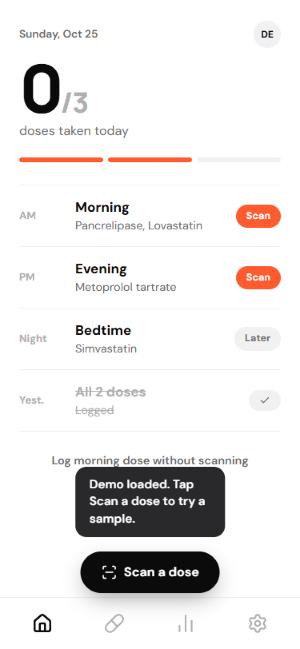 Sunday, Oct 25
DE
0/3
doses taken today
AM
Morning
Pancrelipase, Lovastatin
Scan
PM
Evening
Metoprolol tartrate
Scan
Night
Bedtime
Simvastatin
Later
Yest.
All 2 doses
Logged
Log morning dose without scanning
Demo loaded. Tap
Scan a dose to try a
sample.
Scan a dose